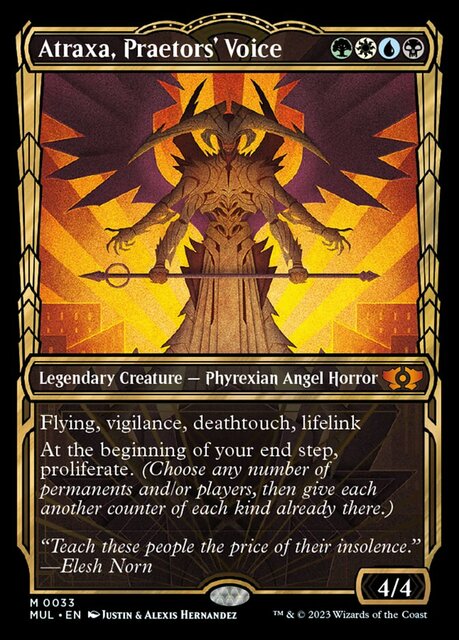 Atraxa, Praetors' Voice
Legendary Creature — Phyrexian Angel Horror
Flying, vigilance, deathtouch, lifelink
At the beginning of your end step,
proliferate. (Choose any number of
permanents and/or players, then give each
another counter of each kind already there.)
“Teach these people the price of their insolence.”
—Elesh Norn
4/4
M 0033
MUL • EN Justin & Alexis Hernandez
™ & © 2023 Wizards of the Coast